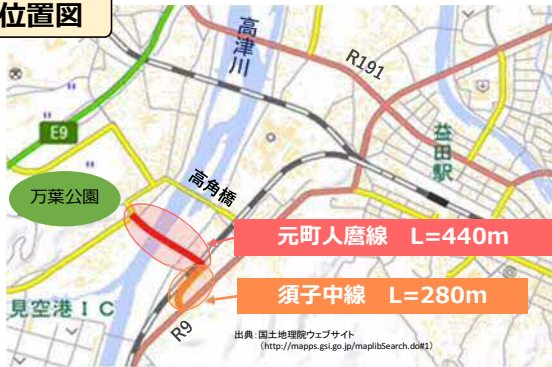 位置図
高津川
R191
E9
益田駅
万葉公園
高角橋
元町人麿線 L=440m
見空港IC
須子中線 L=280m
R9
出典：国土地理院ウェブサイト
（http://mapps.gsi.go.jp/maplibSearch.do#1）